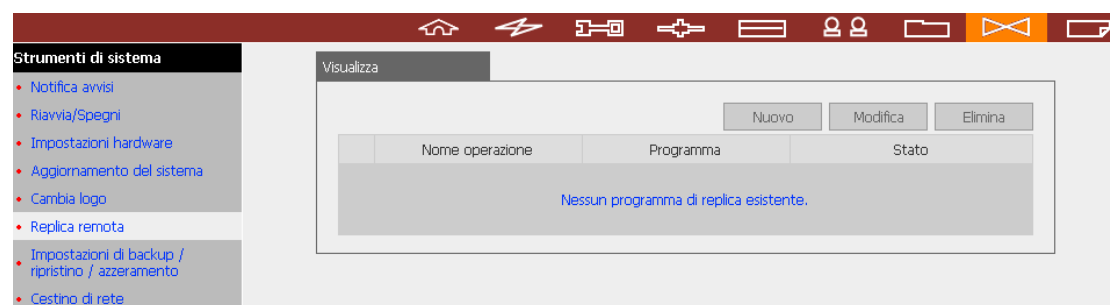 Strumenti di sistema
Notifica avvisi
Riavvia/Spegni
Impostazioni hardware
Aggiornamento del sistema
Cambia logo
Replica remota
Impostazioni di backup /
ripristino / azzeramento
Cestino di rete
Visualizza
Nuovo Modifica Elimina
Nome operazione Programma Stato
Nessun programma di replica esistente.